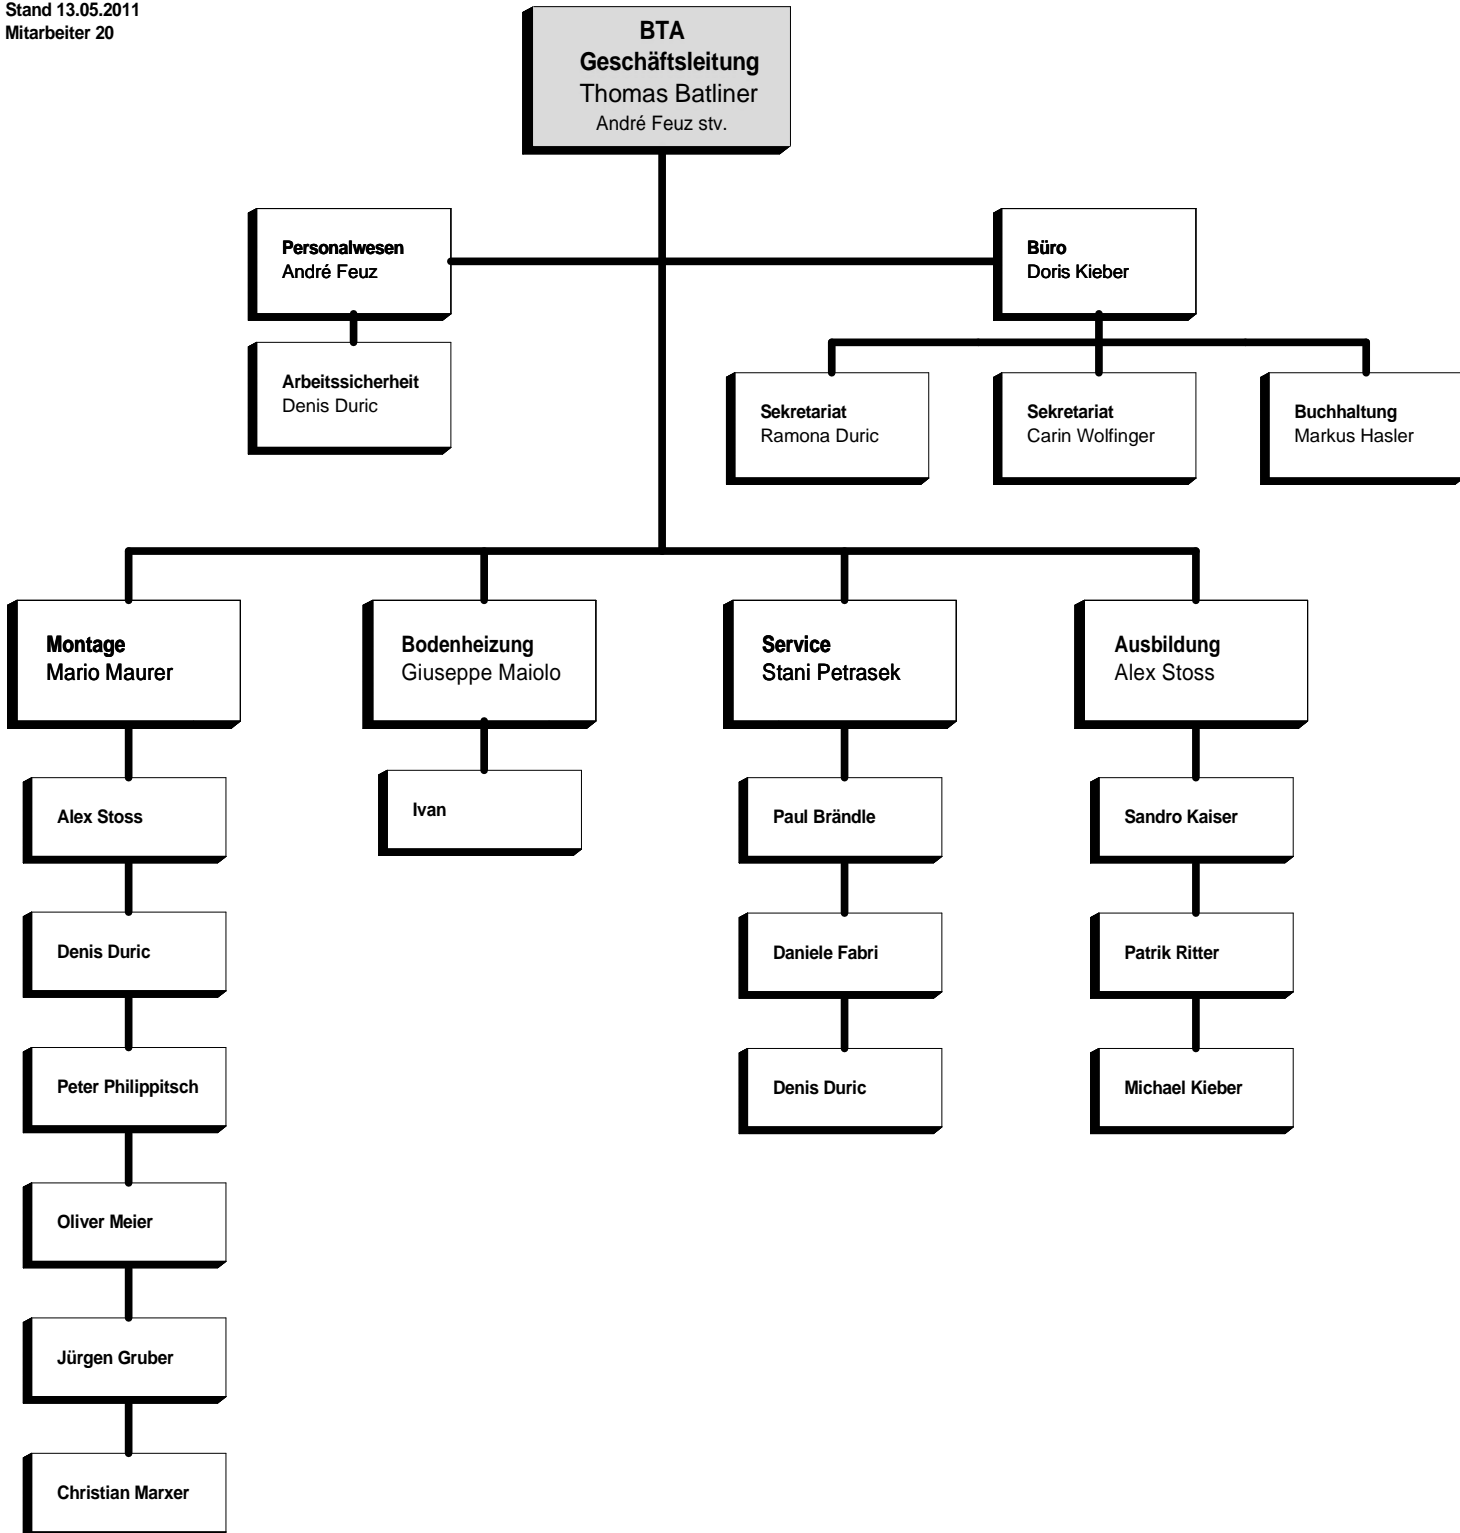 Stand 13.05.2011
Mitarbeiter 20
BTA
Geschäftsleitung
Thomas Batliner
André Feuz stv.
Personalwesen
André Feuz
Büro
Doris Kieber
Arbeitssicherheit
Denis Duric
Sekretariat
Ramona Duric
Sekretariat
Carin Wolfinger
Buchhaltung
Markus Hasler
Montage
Mario Maurer
Bodenheizung
Giuseppe Maiolo
Service
Stani Petrasek
Ausbildung
Alex Stoss
Alex Stoss
Ivan
Paul Brändle
Sandro Kaiser
Denis Duric
Daniele Fabri
Patrik Ritter
Peter Philippitsch
Denis Duric
Michael Kieber
Oliver Meier
Jürgen Gruber
Christian Marxer